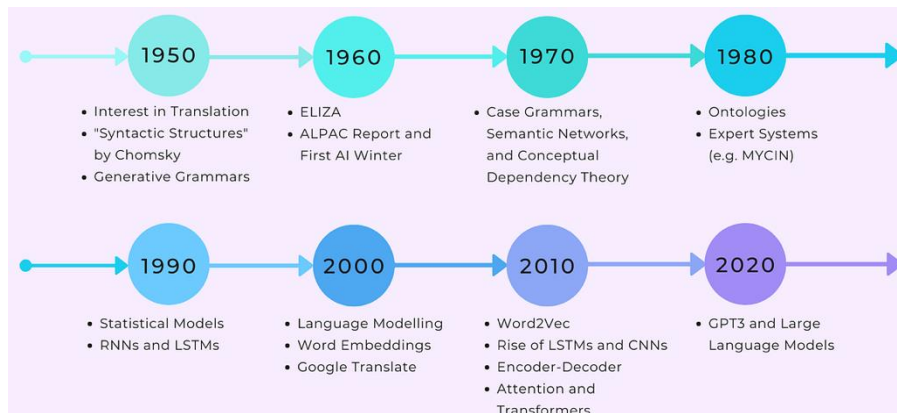 1950
1960
1970
1980
• Interest in Translation
• "Syntactic Structures"
by Chomsky
• Generative Grammars
• ELIZA
• ALPAC Report and
First AI Winter
• Case Grammars,
Semantic Networks,
and Conceptual
Dependency Theory
• Ontologies
• Expert Systems
(e.g. MYCIN)
1990
2000
2010
2020
• Statistical Models
• RNNs and LSTMs
• Language Modelling
• Word Embeddings
• Google Translate
• Word2Vec
• Rise of LSTMs and CNNs
• Encoder-Decoder
• Attention and
Transformers
• GPT3 and Large
Language Models